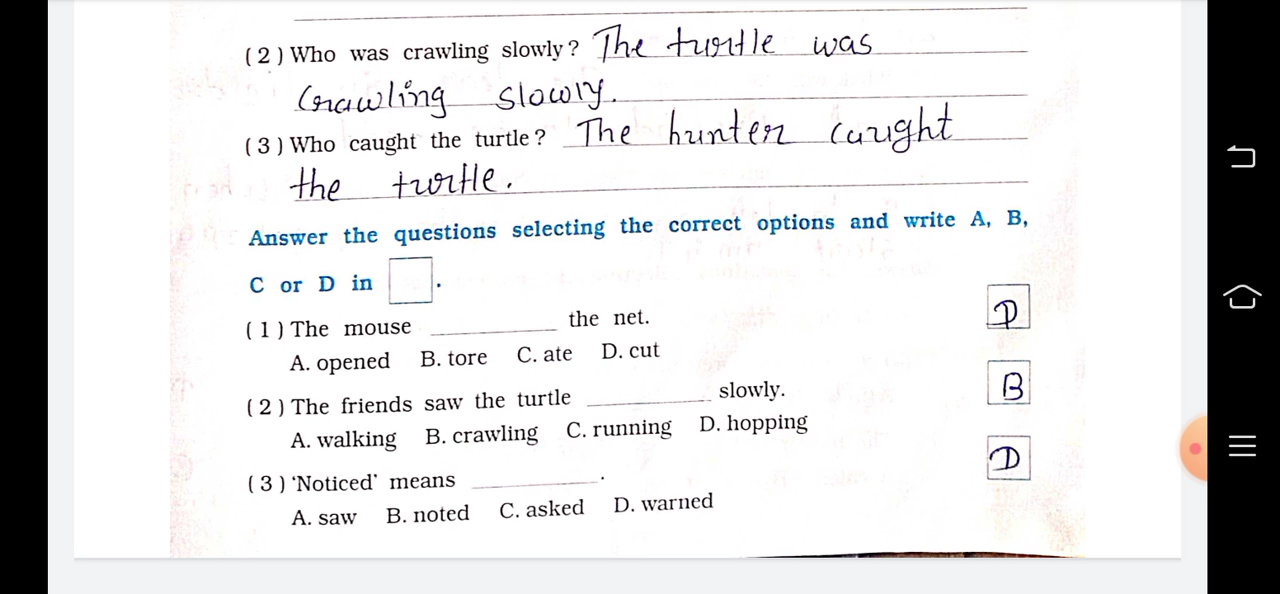 (2) Who was crawling slowly? The turtle was
crawling slowly.
(3) Who caught the turtle? The hunter caught
the turtle.
Answer the questions selecting the correct options and write A, B,
C or D in .
(1) The mouse __________ the net. D
A. opened B. tore C. ate D. cut
(2) The friends saw the turtle __________ slowly. B
A. walking B. crawling C. running D. hopping
(3) 'Noticed' means __________. D
A. saw B. noted C. asked D. warned